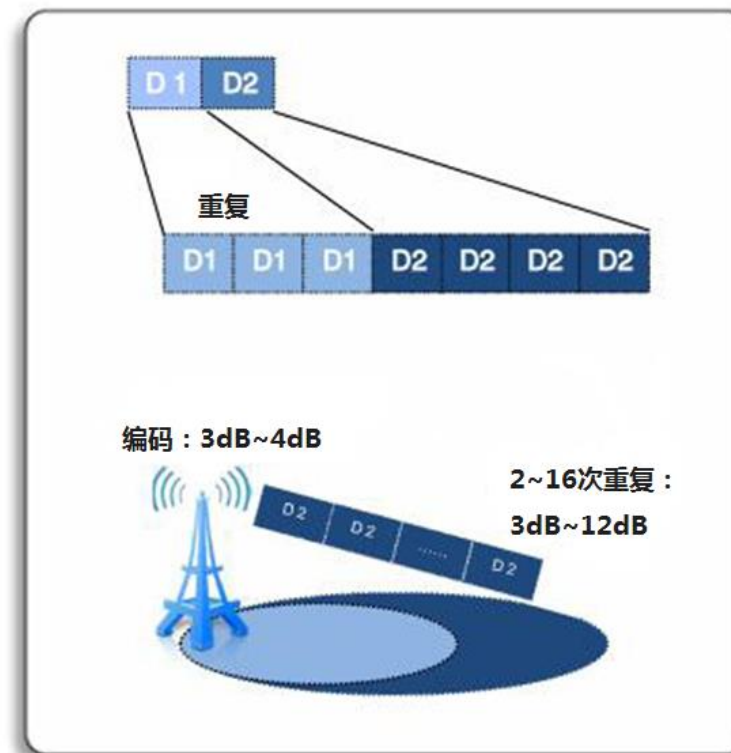 D 1 D2
重复
D1 D1 D1 D2 D2 D2 D2
编码：3dB~4dB
2~16次重复：
3dB~12dB
D2 D2 ...... D2